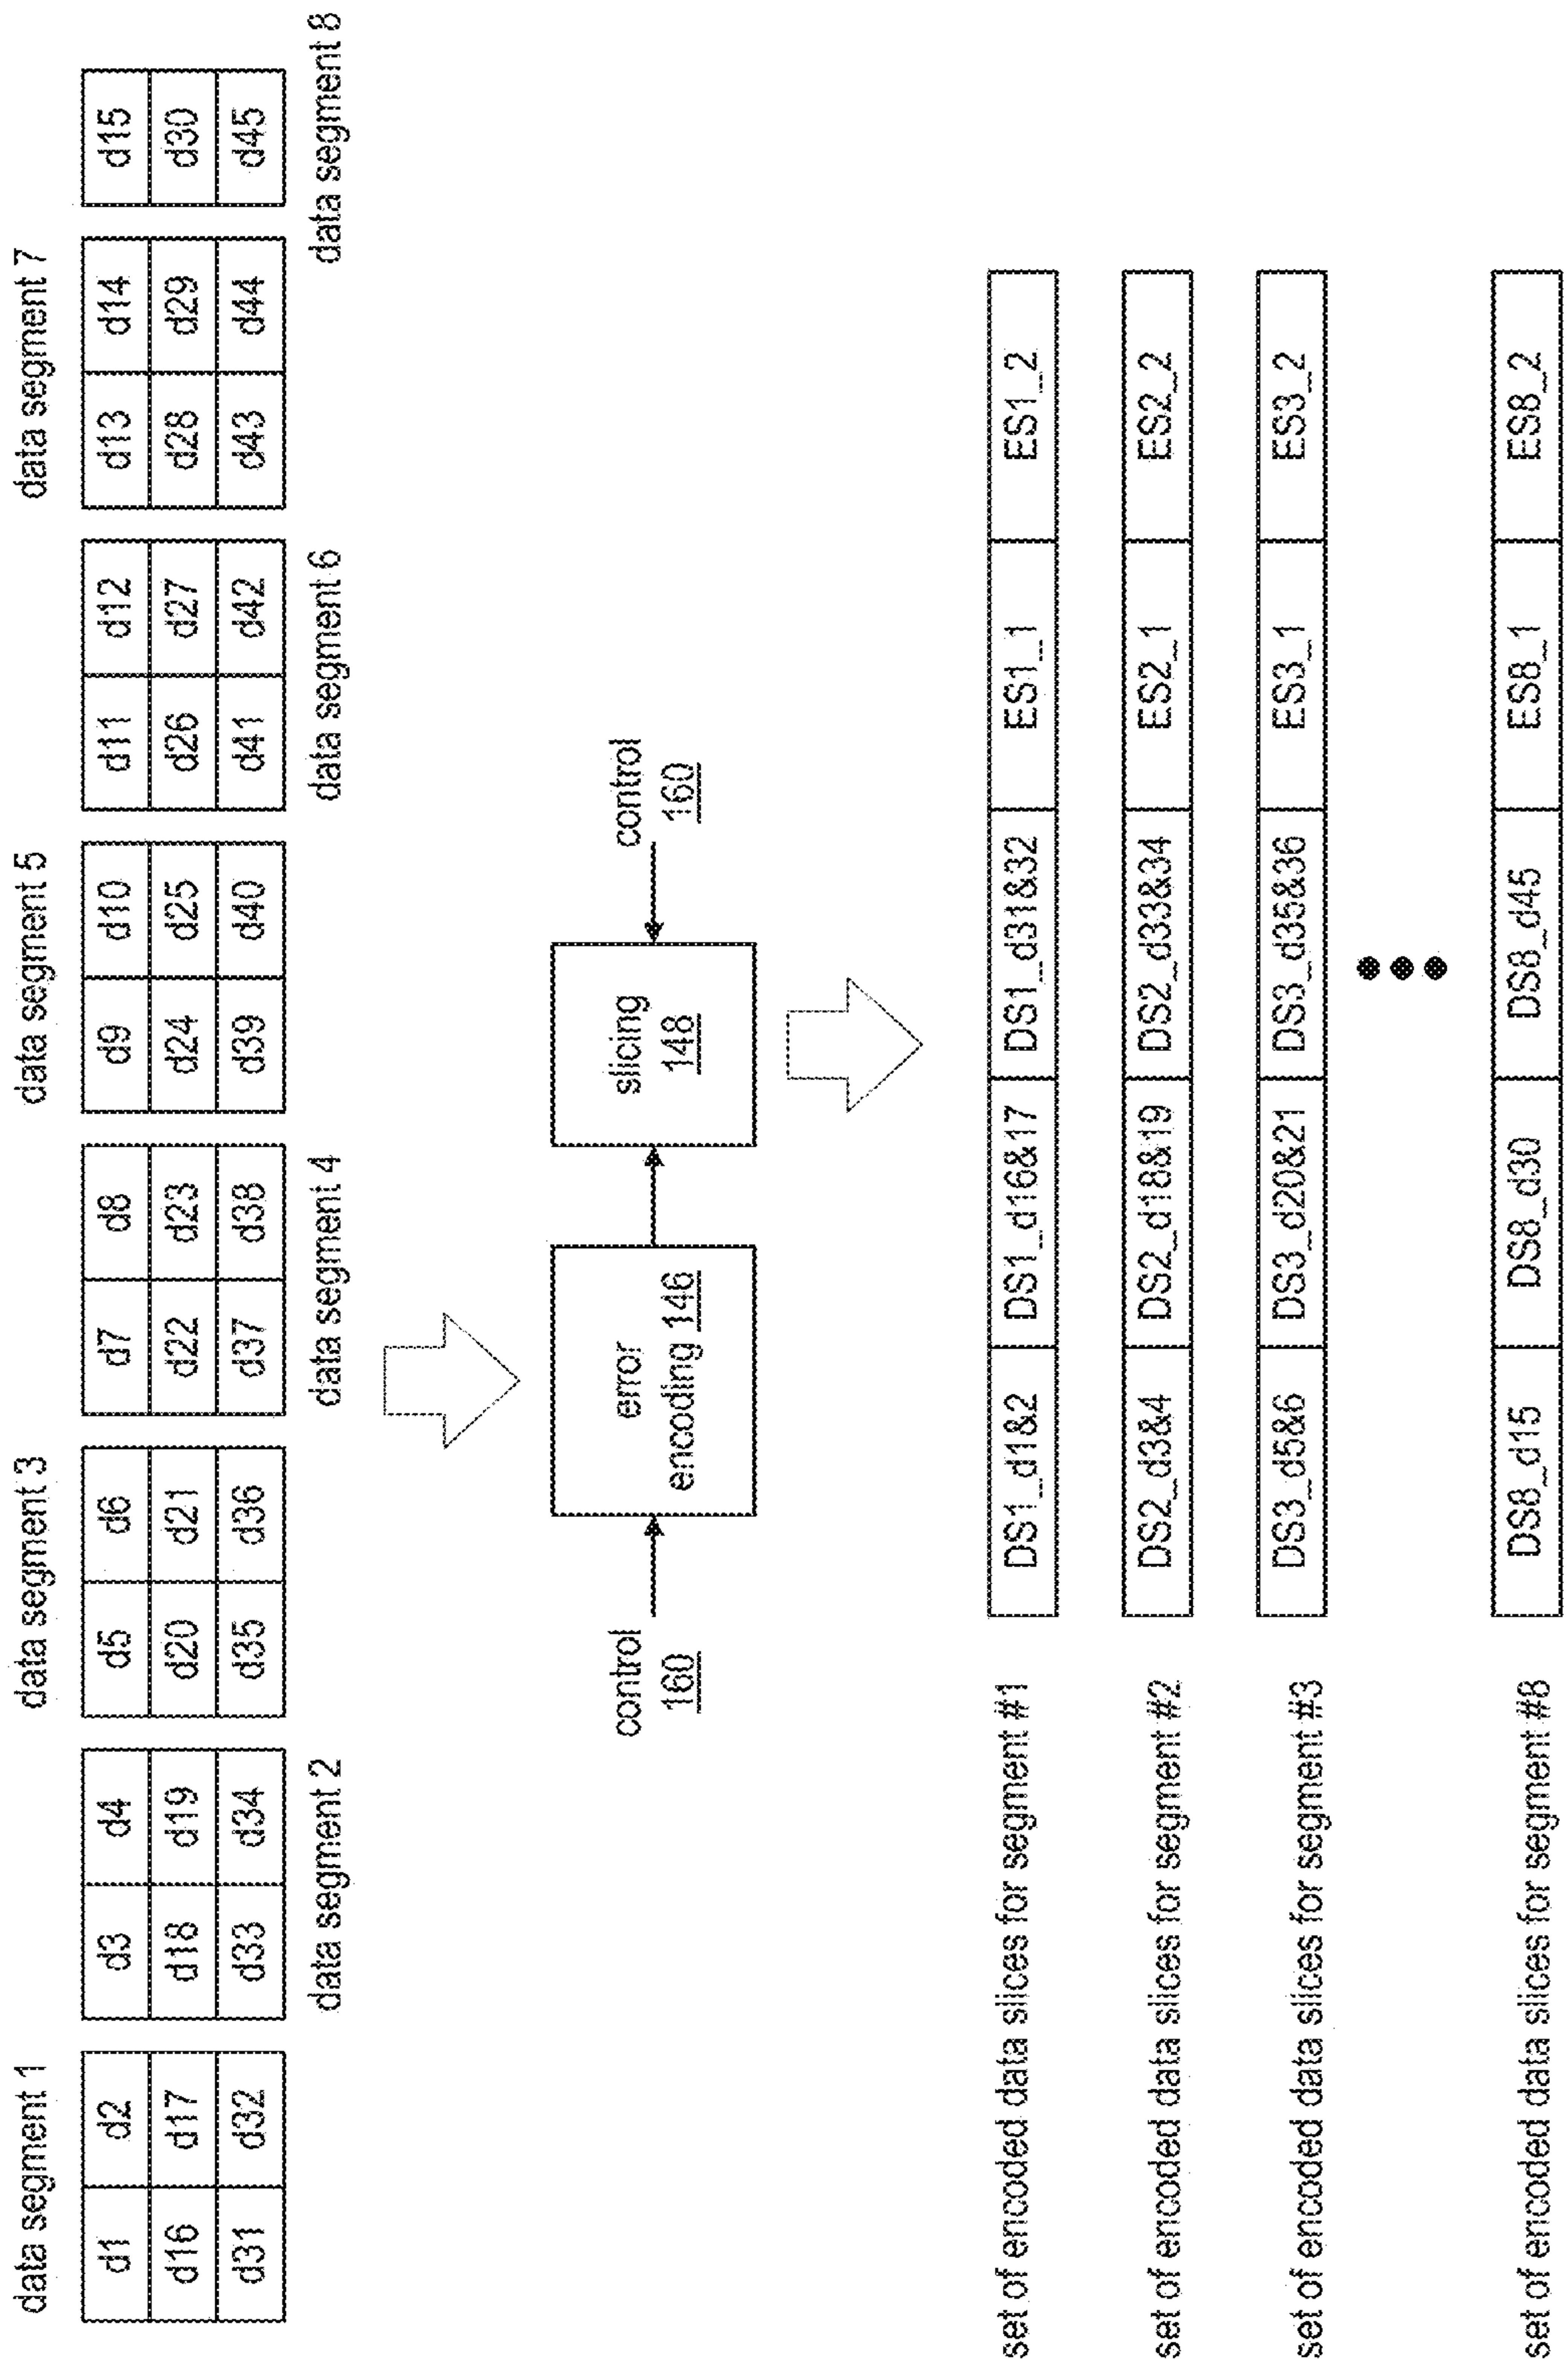 data segment 1
data segment 3
data segment 5
data segment 7
d1 d2 d3 d4 d5 d6 d7 d8 d9 d10 d11 d12 d13 d14 d15
d16 d17 d18 d19 d20 d21 d22 d23 d24 d25 d26 d27 d28 d29 d30
d31 d32 d33 d34 d35 d36 d37 d38 d39 d40 d41 d42 d43 d44 d45
data segment 2
data segment 4
data segment 6
data segment 8
control
160
error
encoding 146
slicing
148
control
160
set of encoded data slices for segment #1 DS1_d1&2 DS1_d16&17 DS1_d31&32 ES1_1 ES1_2
set of encoded data slices for segment #2 DS2_d3&4 DS2_d18&19 DS2_d33&34 ES2_1 ES2_2
set of encoded data slices for segment #3 DS3_d5&6 DS3_d20&21 DS3_d35&36 ES3_1 ES3_2
set of encoded data slices for segment #8 DS8_d15 DS8_d30 DS8_d45 ES8_1 ES8_2